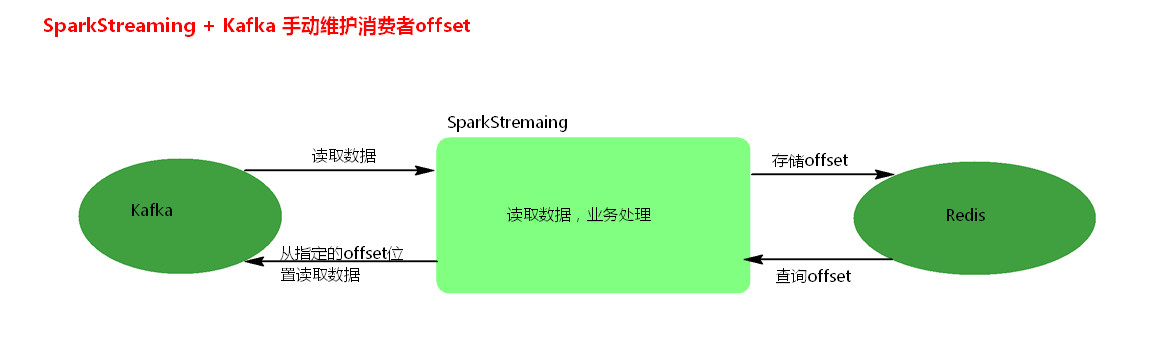 SparkStreaming + Kafka 手动维护消费者offset
SparkStremaing
读取数据
存储offset
Kafka
读取数据，业务处理
Redis
从指定的offset位
置读取数据
查询offset